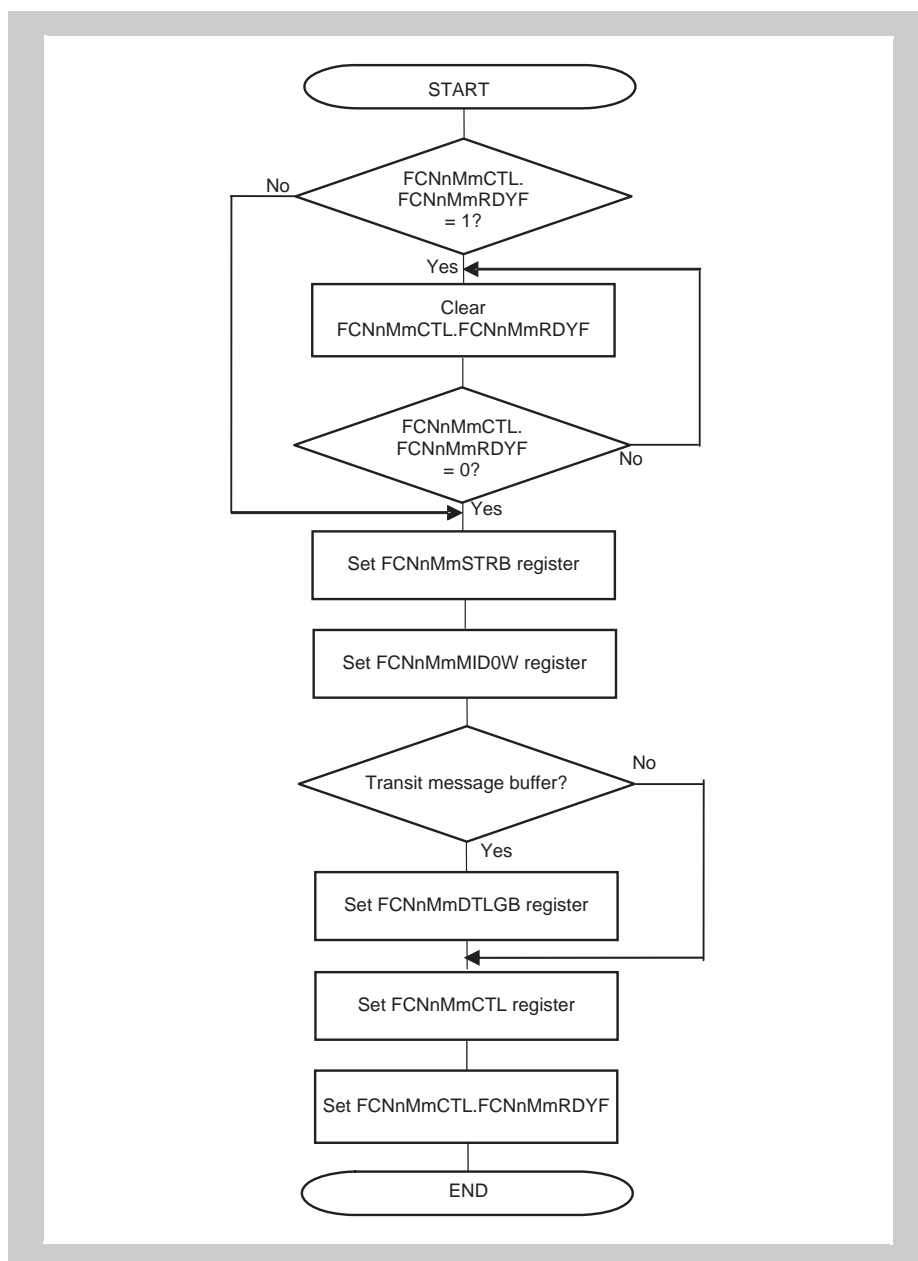 START
FCNnMmCTL.
FCNnMmRDYF
= 1?
No
Yes
Clear
FCNnMmCTL.FCNnMmRDYF
FCNnMmCTL.
FCNnMmRDYF
= 0?
No
Yes
Set FCNnMmSTRB register
Set FCNnMmMID0W register
Transit message buffer?
No
Yes
Set FCNnMmDTLGB register
Set FCNnMmCTL register
Set FCNnMmCTL.FCNnMmRDYF
END